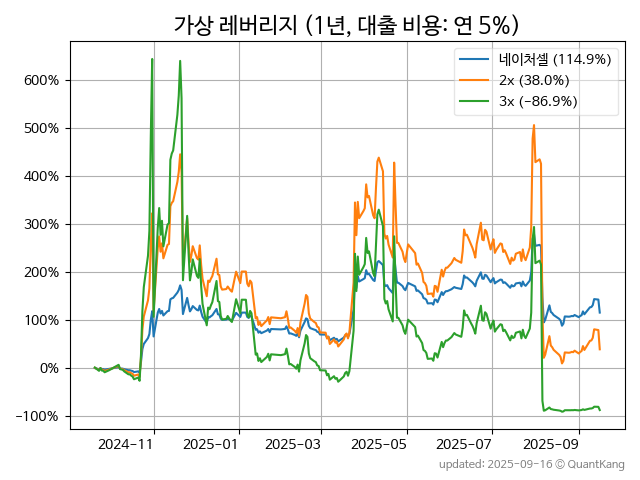 가상 레버리지 (1년, 대출 비용: 연 5%)
네이처셀 (114.9%)
2x (38.0%)
3x (-86.9%)
600%
500%
400%
300%
200%
100%
0%
-100%
2024-11
2025-01
2025-03
2025-05
2025-07
2025-09
updated: 2025-09-16 © QuantKang